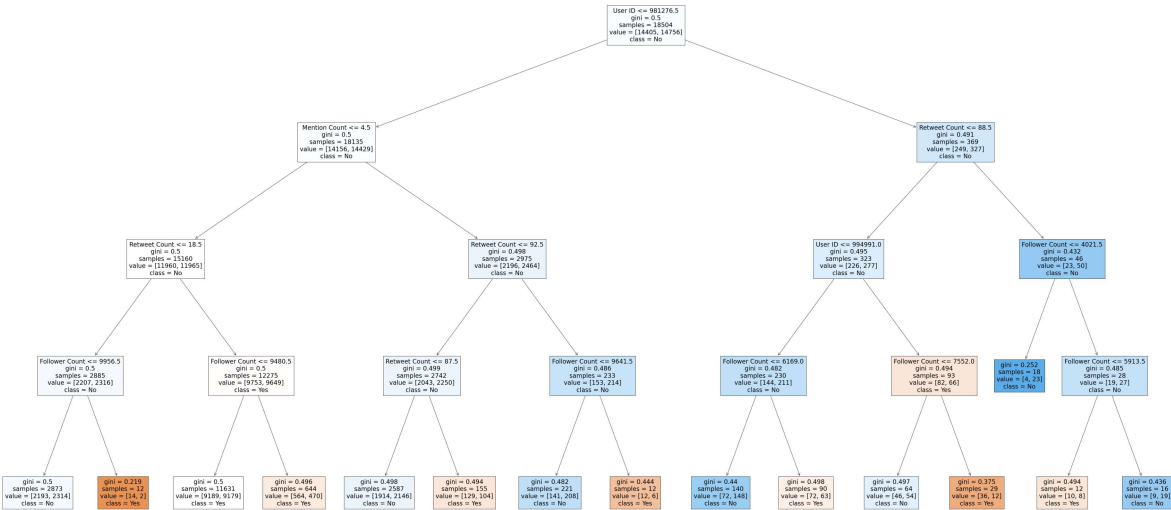 User ID <= 981276.5
gini = 0.5
samples = 18504
value = [14405, 14756]
class = No
Mention Count <= 4.5
gini = 0.5
samples = 18135
value = [14156, 14429]
class = No
Retweet Count <= 88.5
gini = 0.491
samples = 369
value = [249, 327]
class = No
Retweet Count <= 18.5
gini = 0.5
samples = 15160
value = [11960, 11965]
class = No
Retweet Count <= 92.5
gini = 0.498
samples = 2975
value = [2196, 2464]
class = No
User ID <= 994991.0
gini = 0.495
samples = 323
value = [226, 277]
class = No
Follower Count <= 4021.5
gini = 0.432
samples = 46
value = [23, 50]
class = No
Follower Count <= 9956.5
gini = 0.5
samples = 2885
value = [2207, 2316]
class = No
Follower Count <= 9480.5
gini = 0.5
samples = 12275
value = [9753, 9649]
class = Yes
Retweet Count <= 87.5
gini = 0.499
samples = 2742
value = [2043, 2250]
class = No
Follower Count <= 9641.5
gini = 0.486
samples = 233
value = [153, 214]
class = No
Follower Count <= 6169.0
gini = 0.482
samples = 230
value = [144, 211]
class = No
Follower Count <= 7552.0
gini = 0.494
samples = 93
value = [82, 66]
class = Yes
gini = 0.252
samples = 18
value = [4, 23]
class = No
Follower Count <= 5913.5
gini = 0.485
samples = 28
value = [19, 27]
class = No
gini = 0.5
samples = 2873
value = [2193, 2314]
class = No
gini = 0.219
samples = 12
value = [14, 2]
class = Yes
gini = 0.5
samples = 11631
value = [9189, 9179]
class = Yes
gini = 0.496
samples = 644
value = [564, 470]
class = Yes
gini = 0.498
samples = 2587
value = [1914, 2146]
class = No
gini = 0.494
samples = 155
value = [129, 104]
class = Yes
gini = 0.482
samples = 221
value = [141, 208]
class = No
gini = 0.444
samples = 12
value = [12, 6]
class = Yes
gini = 0.44
samples = 140
value = [72, 148]
class = No
gini = 0.498
samples = 90
value = [72, 63]
class = Yes
gini = 0.497
samples = 64
value = [46, 54]
class = No
gini = 0.375
samples = 29
value = [36, 12]
class = Yes
gini = 0.494
samples = 12
value = [10, 8]
class = Yes
gini = 0.436
samples = 16
value = [9, 19]
class = No